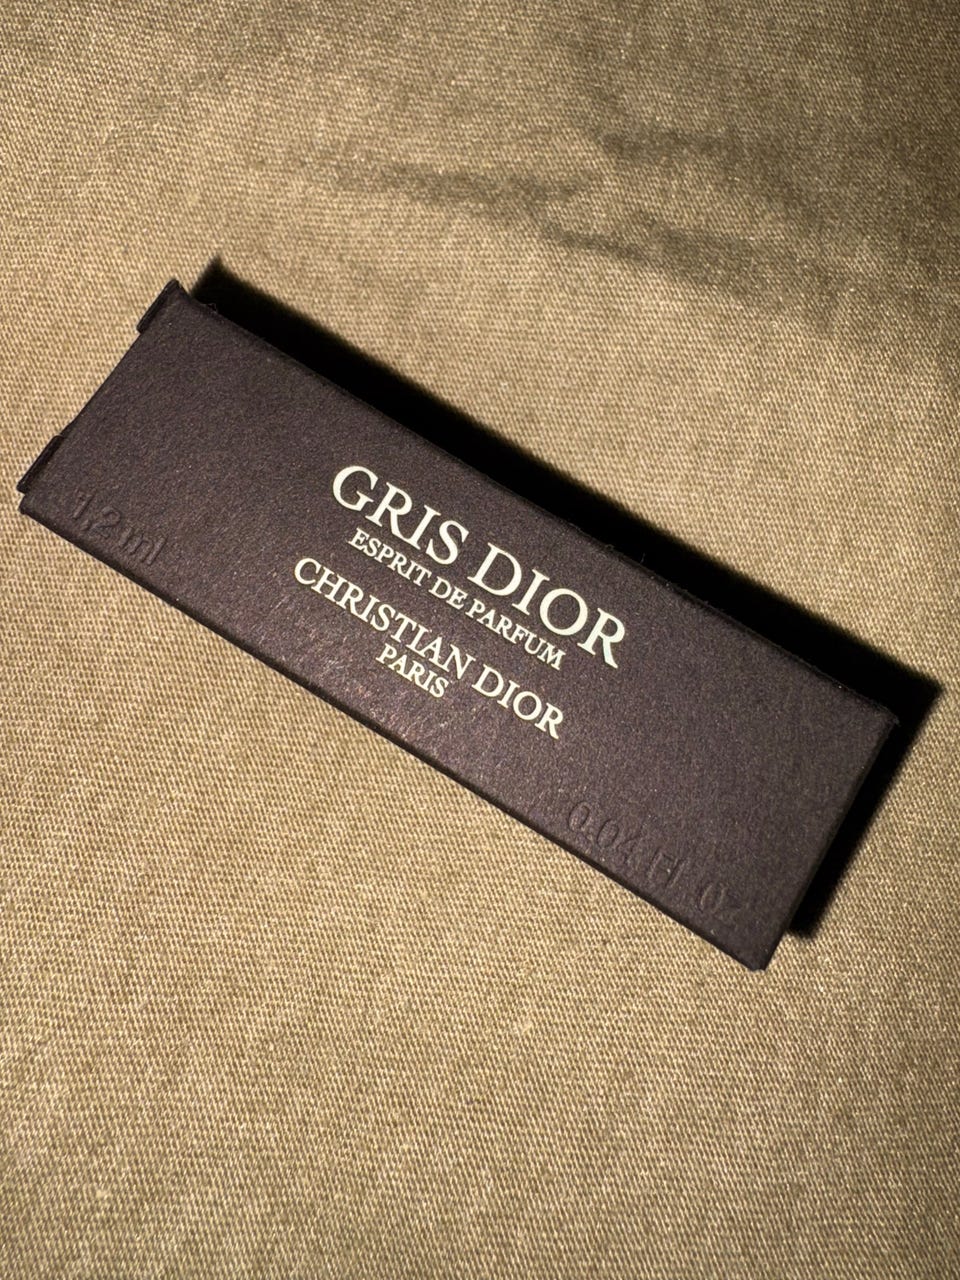 GRIS DIOR
ESPRIT DE PARFUM
CHRISTIAN DIOR
PARIS
1,2 ml
0.04 Fl. oz.